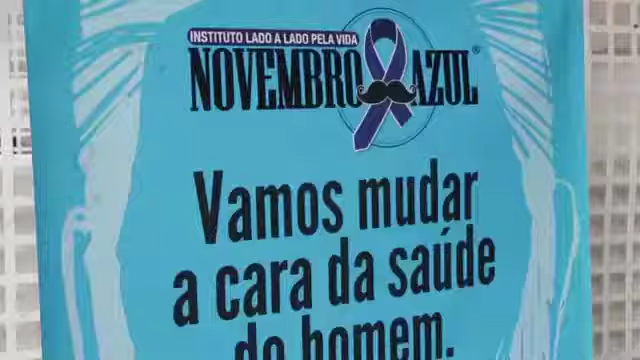 INSTITUTO LADO A LADO PELA VIDA
NOVEMBRO AZUL®
Vamos mudar
a cara da saúde
do homem.